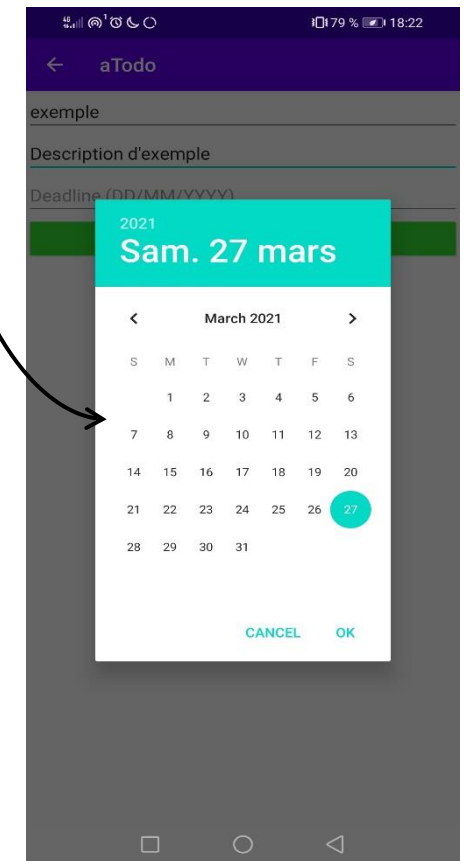 79 % 18:22
aTodo
exemple
Description d'exemple
Deadline (DD/MM/YYYY)
2021
Sam. 27 mars
March 2021
S M T W T F S
1 2 3 4 5 6
7 8 9 10 11 12 13
14 15 16 17 18 19 20
21 22 23 24 25 26 27
28 29 30 31
CANCEL OK